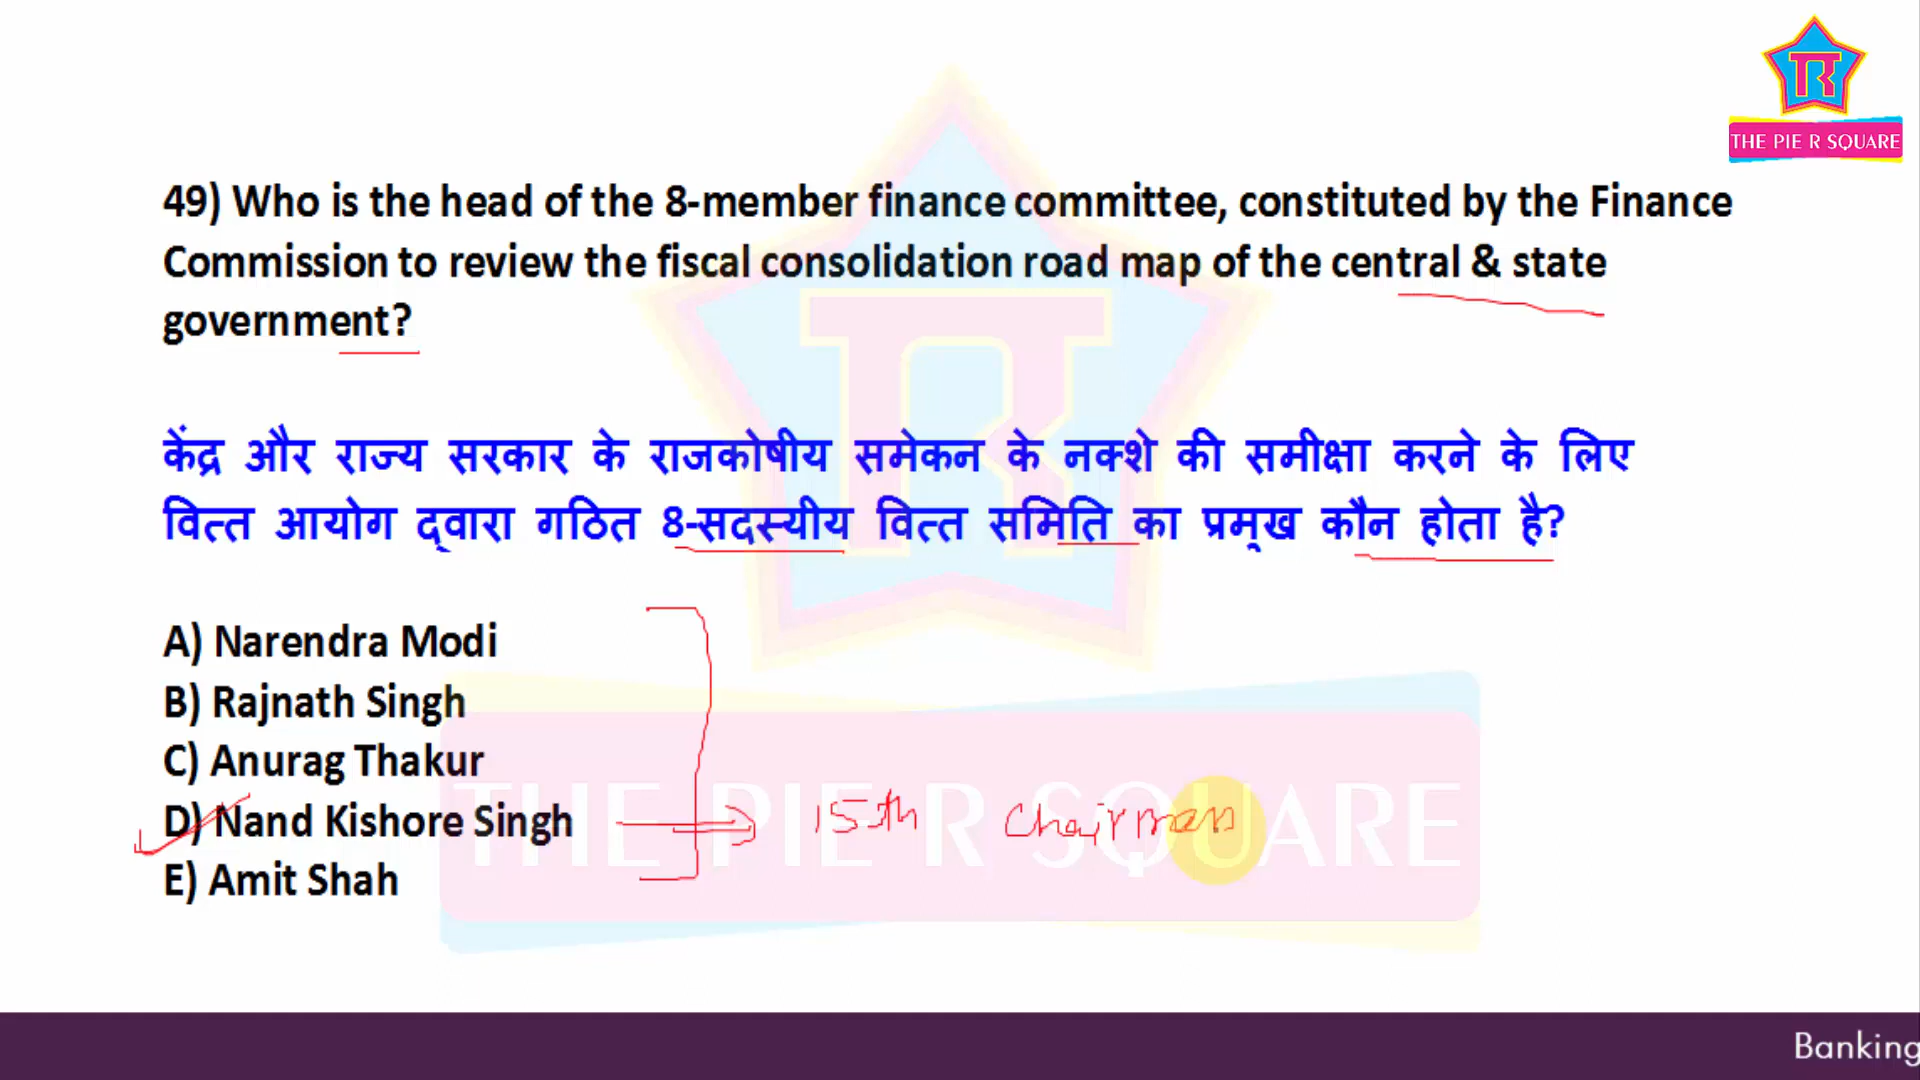 THE PIE R SQUARE
49) Who is the head of the 8-member finance committee, constituted by the Finance
Commission to review the fiscal consolidation road map of the central & state
government?
केंद्र और राज्य सरकार के राजकोषीय समेकन के नक्शे की समीक्षा करने के लिए
वित्त आयोग द्वारा गठित 8-सदस्यीय वित्त समिति का प्रमुख कौन होता है?
A) Narendra Modi
B) Rajnath Singh
C) Anurag Thakur
D) Nand Kishore Singh 15th Chairman
E) Amit Shah
THE PIE R SQUARE
Banking